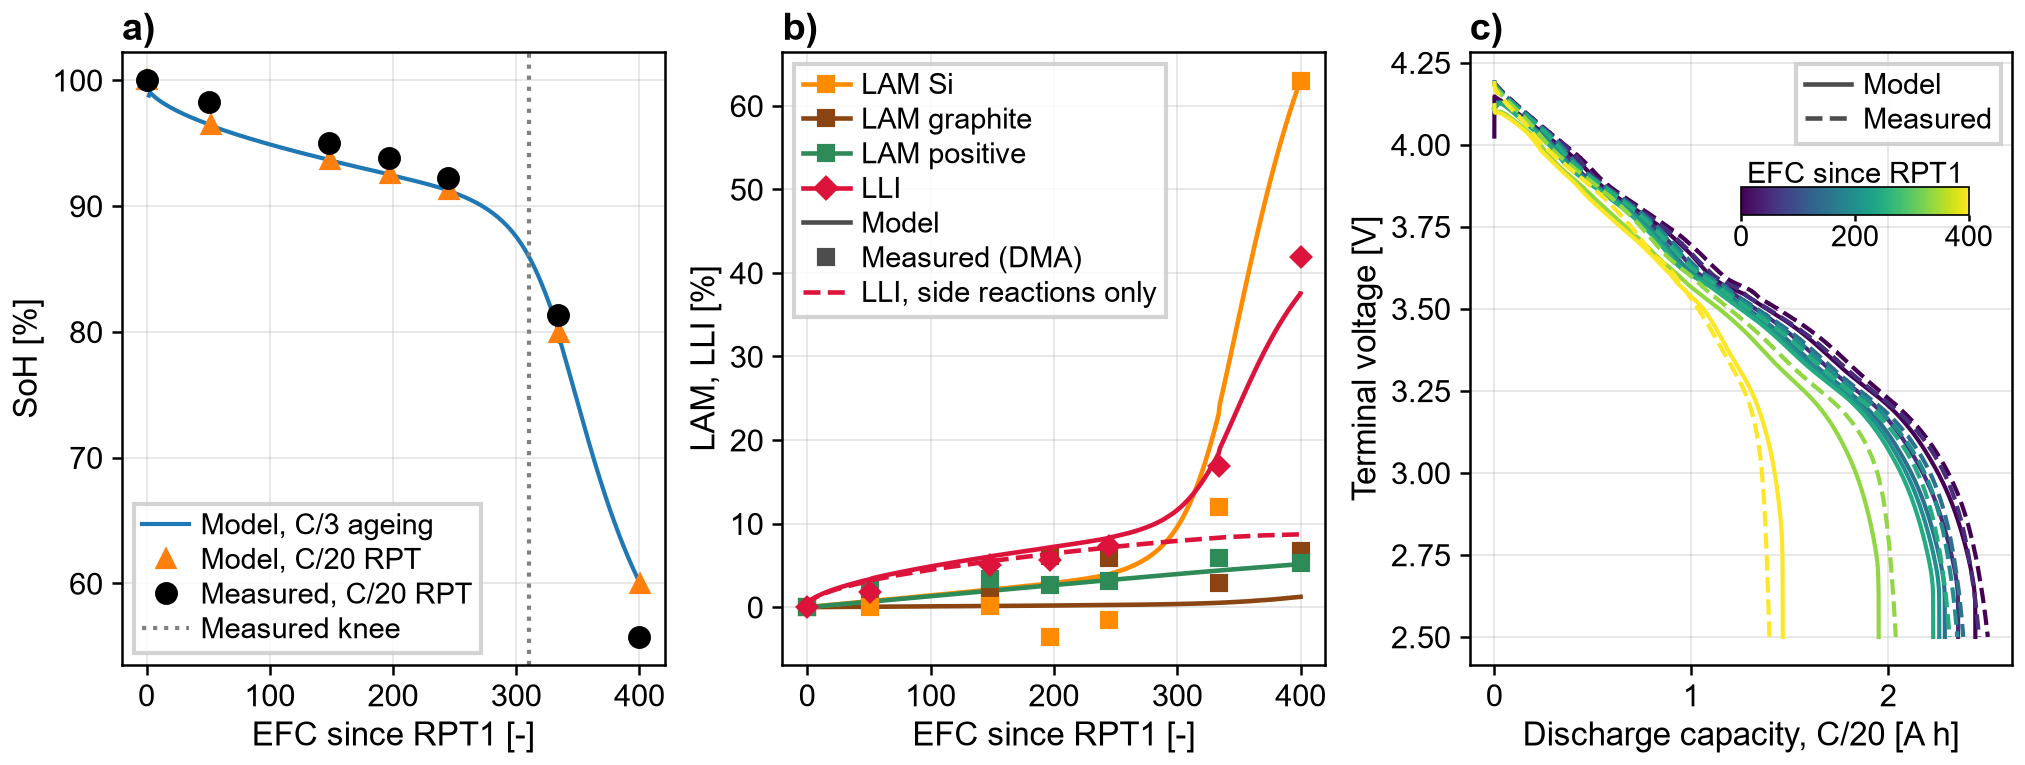 a)
100
90
80
70
60
SoH [%]
Model, C/3 ageing
Model, C/20 RPT
Measured, C/20 RPT
Measured knee
0
100
200
300
400
EFC since RPT1 [-]
b)
60
50
40
30
20
10
0
LAM, LLI [%]
LAM Si
LAM graphite
LAM positive
LLI
Model
Measured (DMA)
LLI, side reactions only
0
100
200
300
400
EFC since RPT1 [-]
c)
4.25
4.00
3.75
3.50
3.25
3.00
2.75
2.50
Terminal voltage [V]
Model
Measured
EFC since RPT1
0
200
400
0
1
2
Discharge capacity, C/20 [A h]